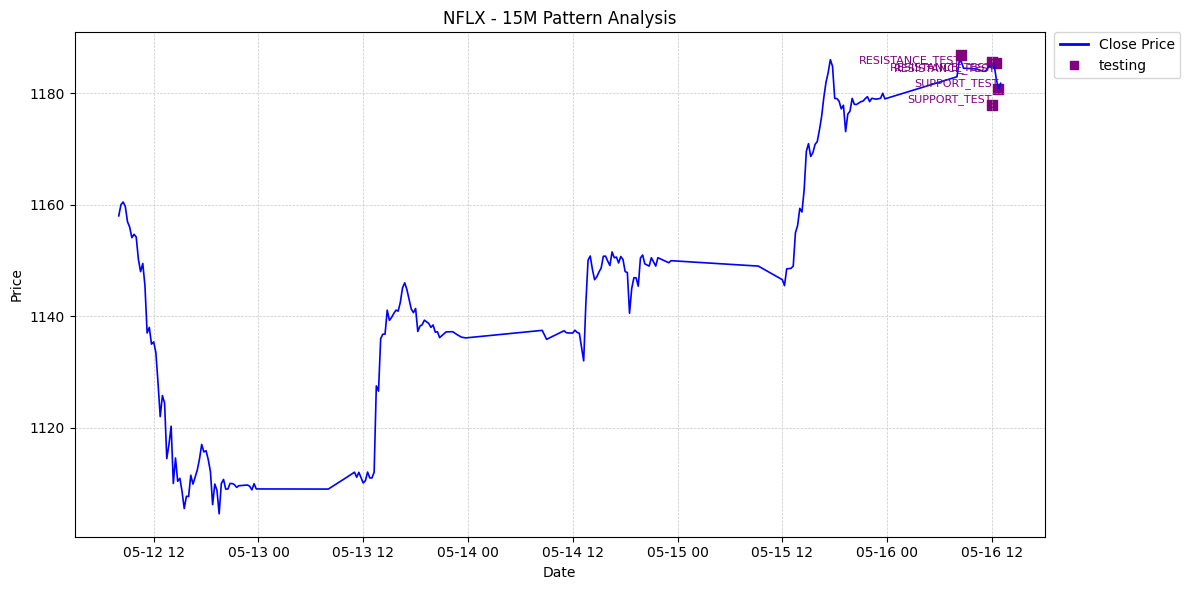 NFLX - 15M Pattern Analysis
Close Price
testing
RESISTANCE_TEST
RESISTANCE_TEST
RESISTANCE_TEST
SUPPORT_TEST
SUPPORT_TEST
1180
1160
1140
1120
Price
05-12 12
05-13 00
05-13 12
05-14 00
05-14 12
05-15 00
05-15 12
05-16 00
05-16 12
Date